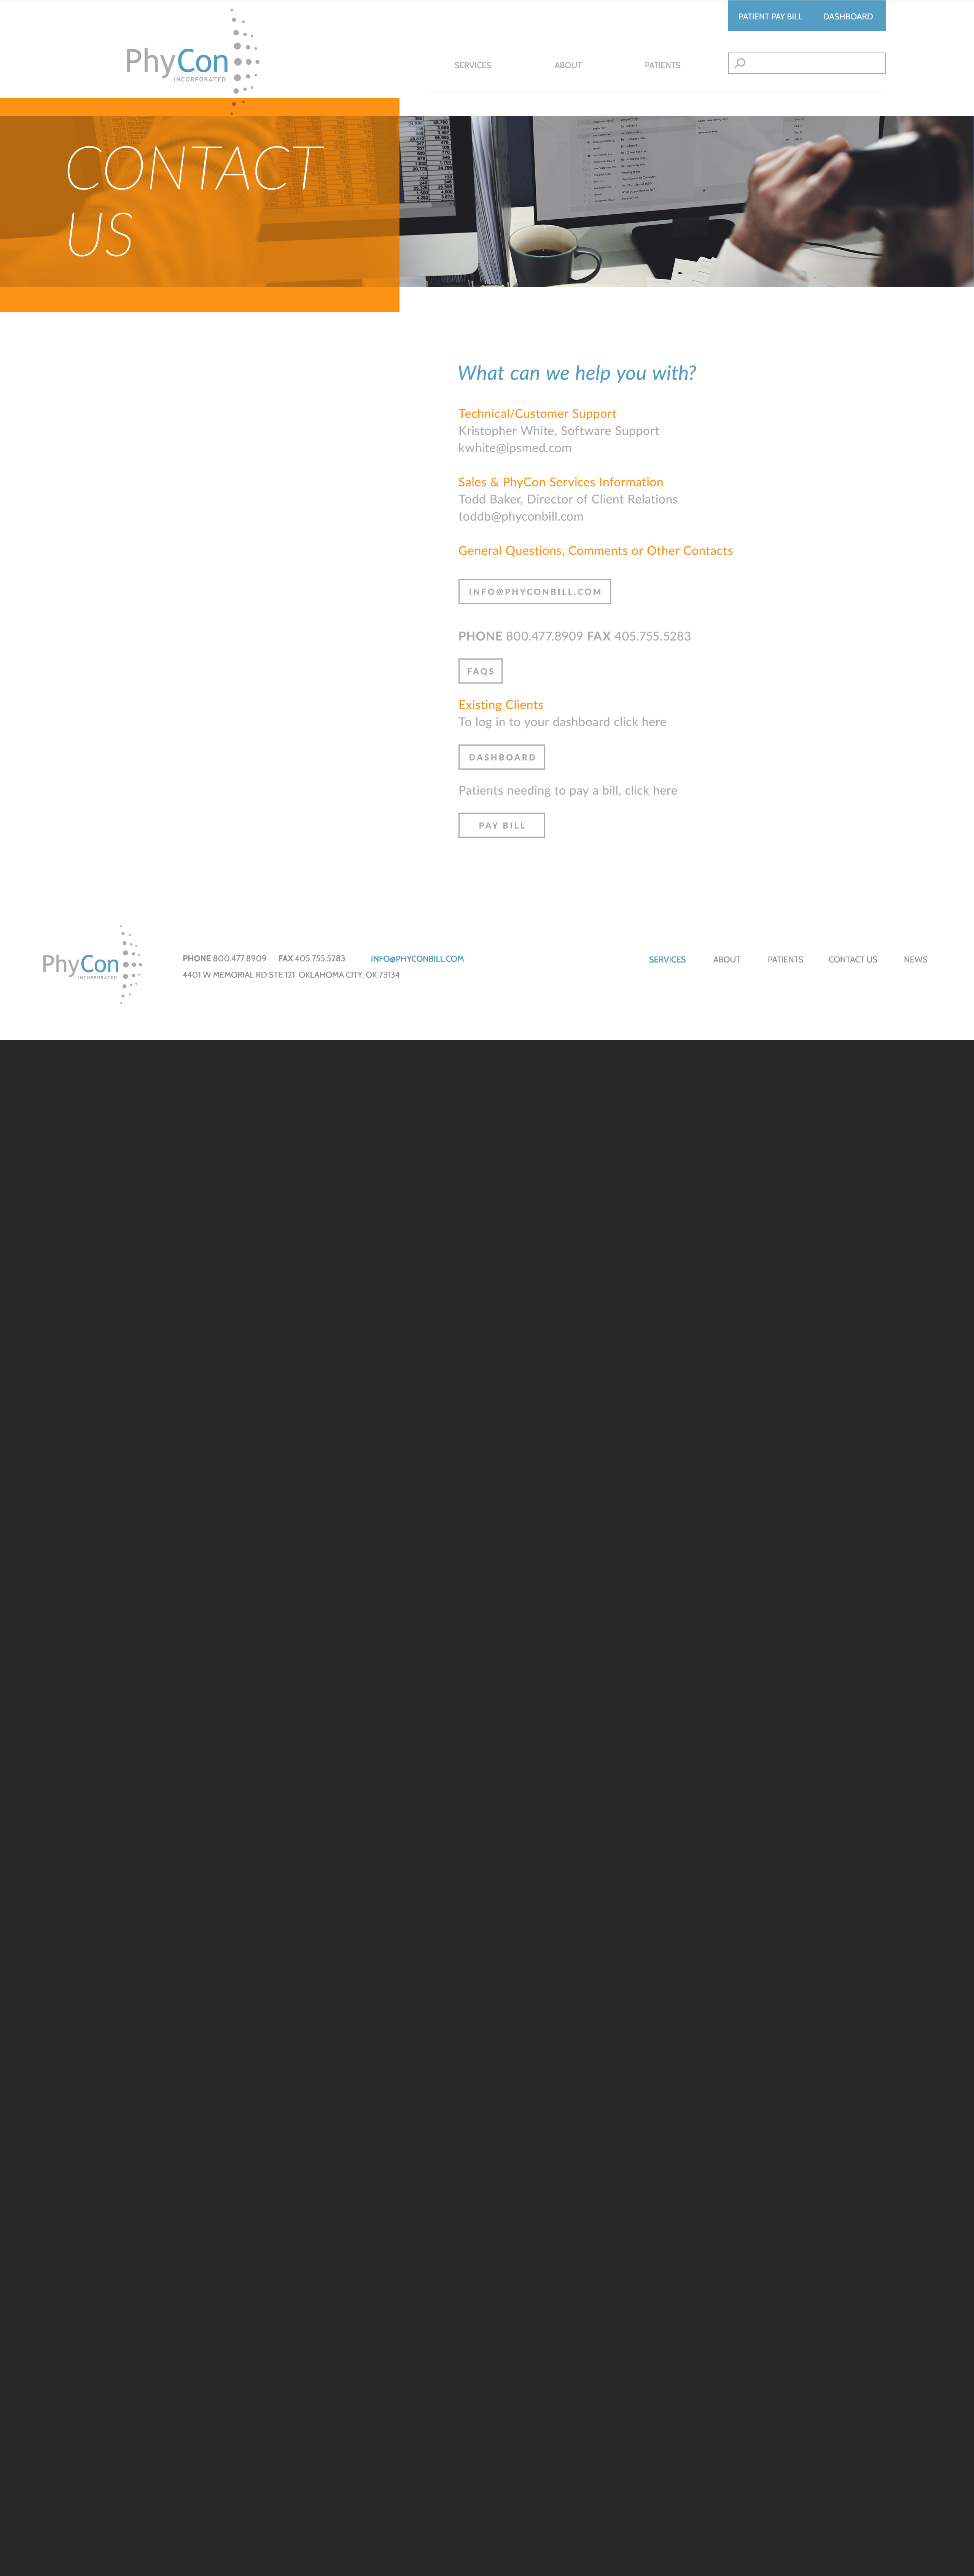 PATIENT PAY BILL
DASHBOARD
PhyCon
INCORPORATED
SERVICES
ABOUT
PATIENTS
CONTACT
US
What can we help you with?
Technical/Customer Support
Kristopher White, Software Support
kwhite@ipsmed.com
Sales & PhyCon Services Information
Todd Baker, Director of Client Relations
toddb@phyconbill.com
General Questions, Comments or Other Contacts
INFO@PHYCONBILL.COM
PHONE 800.477.8909 FAX 405.755.5283
FAQS
Existing Clients
To log in to your dashboard click here
DASHBOARD
Patients needing to pay a bill, click here
PAY BILL
PhyCon
INCORPORATED
PHONE 800.477.8909 FAX 405.755.5283 INFO@PHYCONBILL.COM
4401 W MEMORIAL RD STE 121 OKLAHOMA CITY, OK 73134
SERVICES ABOUT PATIENTS CONTACT US NEWS